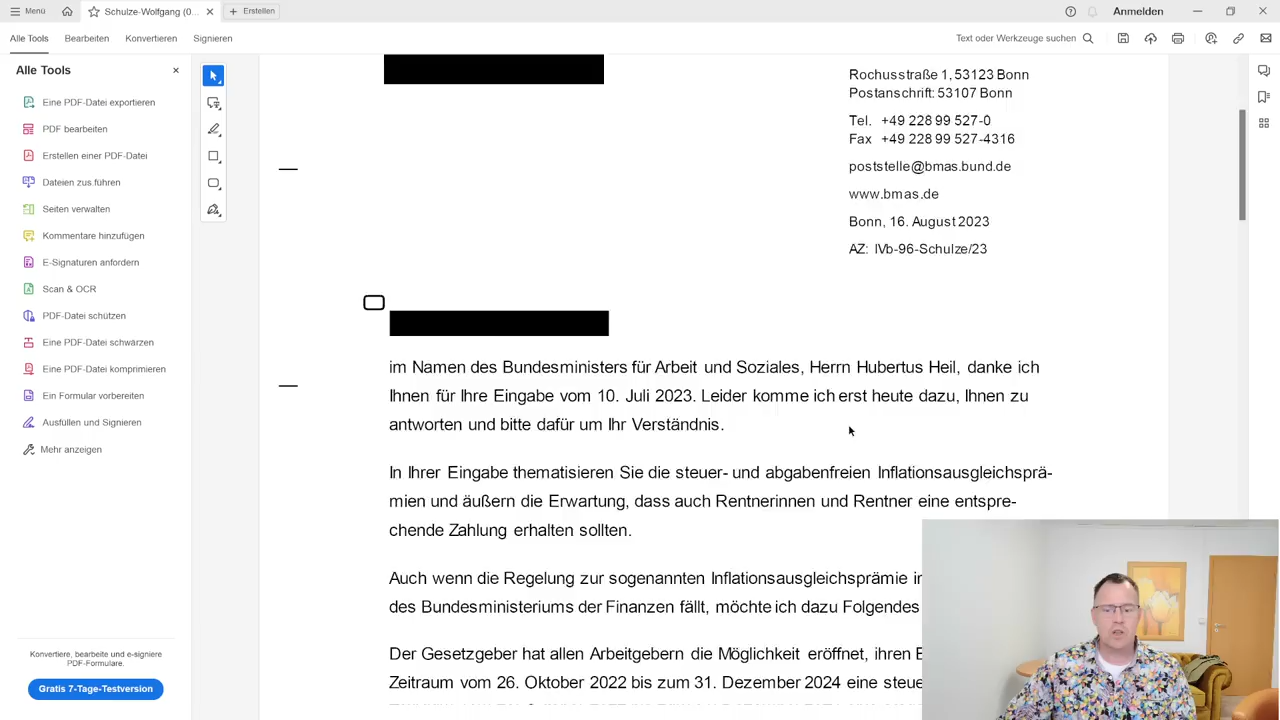 Menü
Schulze-Wolfgang (0...
Erstellen
Anmelden
Alle Tools
Bearbeiten
Konvertieren
Signieren
Text oder Werkzeuge suchen
Alle Tools
Eine PDF-Datei exportieren
PDF bearbeiten
Erstellen einer PDF-Datei
Dateien zus.führen
Seiten verwalten
Kommentare hinzufügen
E-Signaturen anfordern
Scan & OCR
PDF-Datei schützen
Eine PDF-Datei schwärzen
Eine PDF-Datei komprimieren
Ein Formular vorbereiten
Ausfüllen und Signieren
Mehr anzeigen
Konvertiere, bearbeite und e-signiere
PDF-Formulare.
Gratis 7-Tage-Testversion
Rochusstraße 1, 53123 Bonn
Postanschrift: 53107 Bonn
Tel. +49 228 99 527-0
Fax +49 228 99 527-4316
poststelle@bmas.bund.de
www.bmas.de
Bonn, 16. August 2023
AZ: IVb-96-Schulze/23
im Namen des Bundesministers für Arbeit und Soziales, Herrn Hubertus Heil, danke ich
Ihnen für Ihre Eingabe vom 10. Juli 2023. Leider komme ich erst heute dazu, Ihnen zu
antworten und bitte dafür um Ihr Verständnis.
In Ihrer Eingabe thematisieren Sie die steuer- und abgabenfreien Inflationsausgleichsprä-
mien und äußern die Erwartung, dass auch Rentnerinnen und Rentner eine entspre-
chende Zahlung erhalten sollten.
Auch wenn die Regelung zur sogenannten Inflationsausgleichsprämie
des Bundesministeriums der Finanzen fällt, möchte ich dazu Folgendes
Der Gesetzgeber hat allen Arbeitgebern die Möglichkeit eröffnet, ihren
Zeitraum vom 26. Oktober 2022 bis zum 31. Dezember 2024 eine